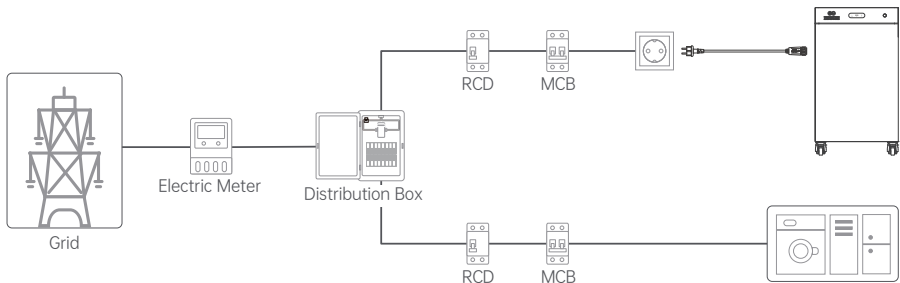 RCD
MCB
Electric Meter
Distribution Box
Grid
RCD
MCB